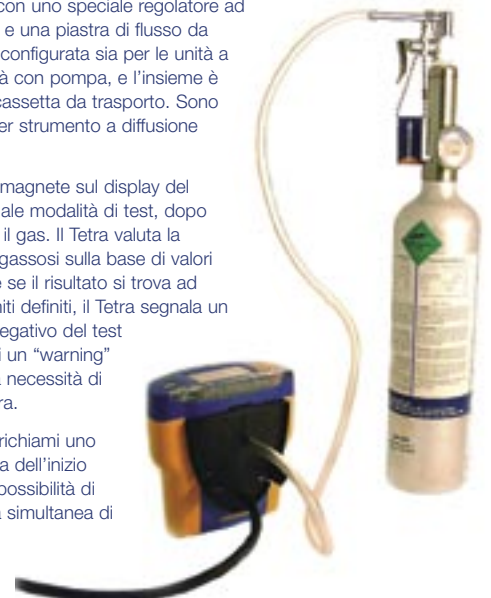 con uno speciale regolatore ad
e una piastra di flusso da
configurata sia per le unità a
à con pompa, e l’insieme è
cassetta da trasporto. Sono
er strumento a diffusione
magnete sul display del
ale modalità di test, dopo
il gas. Il Tetra valuta la
gassosi sulla base di valori
e se il risultato si trova ad
niti definiti, il Tetra segnala un
egativo del test
i un “warning”
a necessità di
ra.
richiami uno
a dell’inizio
possibilità di
a simultanea di